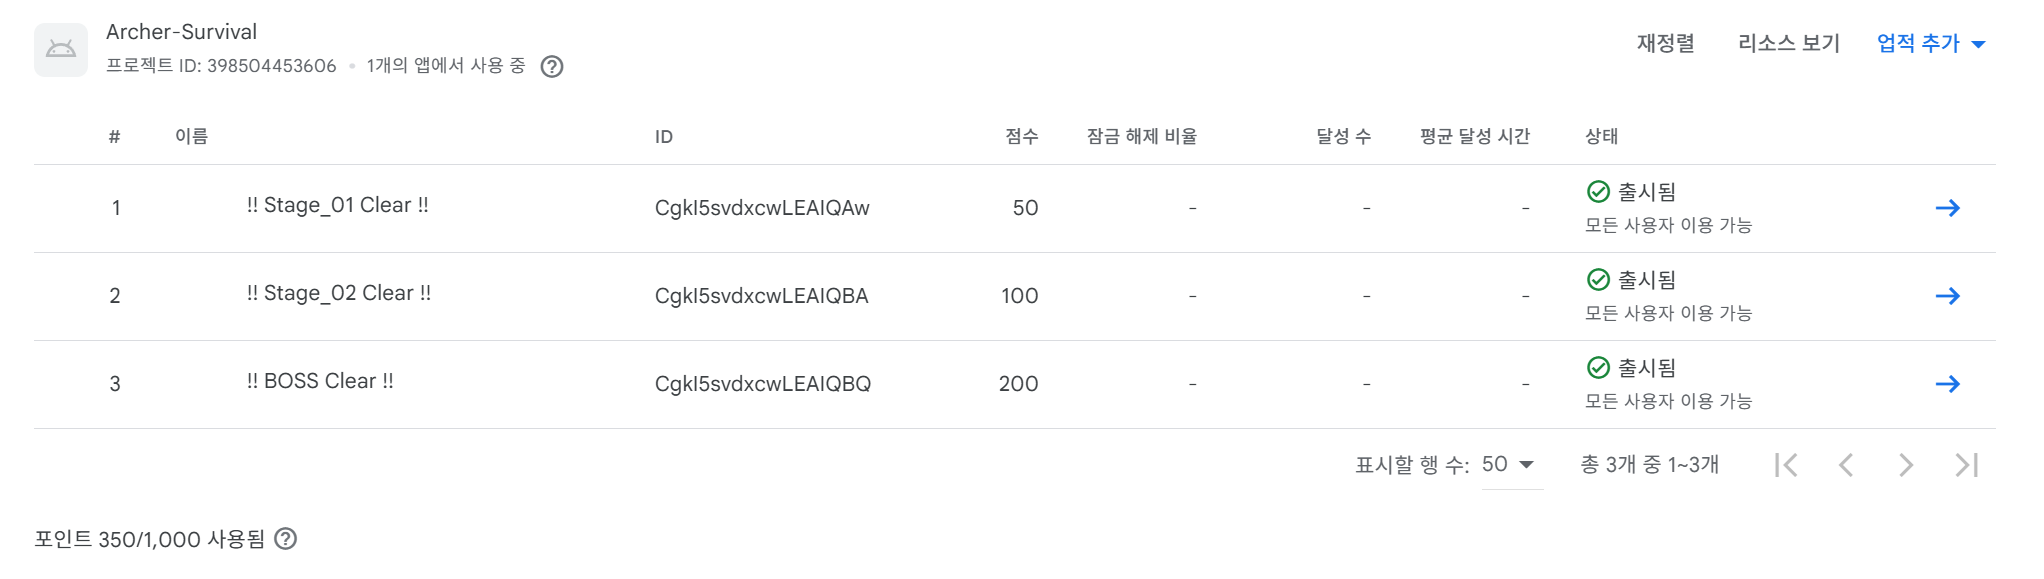 Archer-Survival
프로젝트 ID: 398504453606 • 1개의 앱에서 사용 중
재정렬 리소스 보기 업적 추가
# 이름 ID 점수 잠금 해제 비율 달성 수 평균 달성 시간 상태
1 !! Stage_01 Clear !! CgkI5svdxcwLEAIQAw 50 - - - 출시됨
모든 사용자 이용 가능
2 !! Stage_02 Clear !! CgkI5svdxcwLEAIQBA 100 - - - 출시됨
모든 사용자 이용 가능
3 !! BOSS Clear !! CgkI5svdxcwLEAIQBQ 200 - - - 출시됨
모든 사용자 이용 가능
표시할 행 수: 50 총 3개 중 1~3개
포인트 350/1,000 사용됨